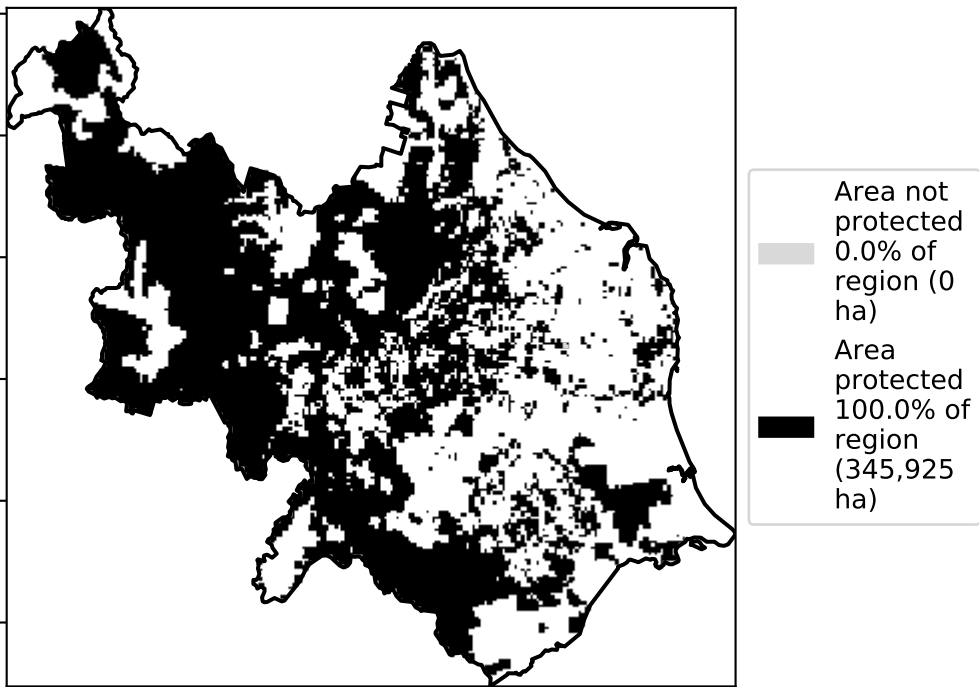 Area not
protected
0.0% of
region (0
ha)
Area
protected
100.0% of
region
(345,925
ha)